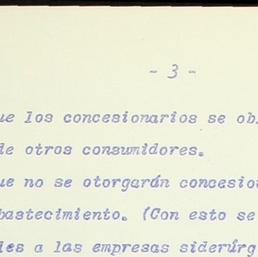 - 3 -
ue los concesionarios se ob
de otros consumidores.
ue no se otorgarán concesio
bastecimiento. (Con esto se
des a las empresas siderúrg